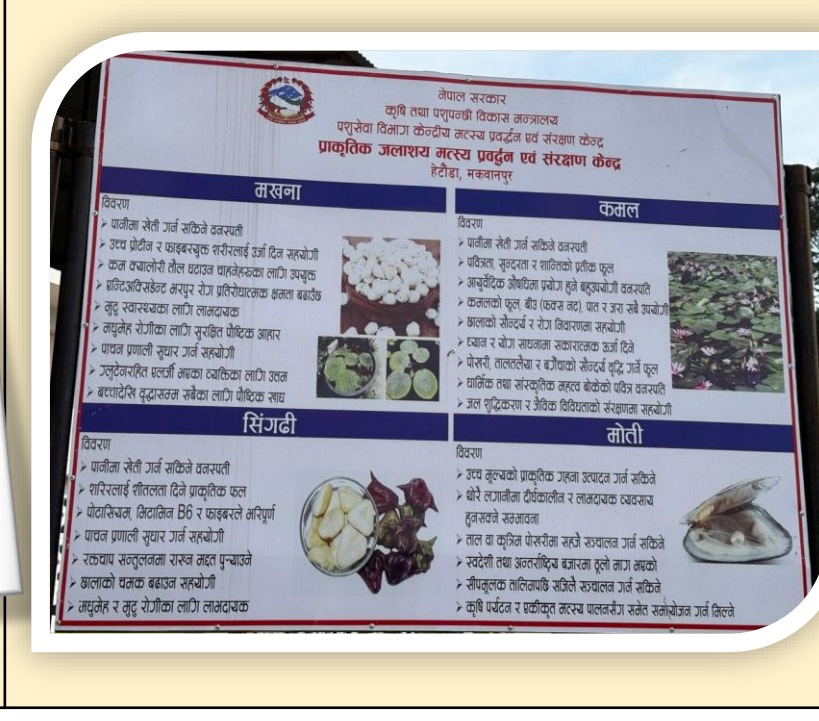 नेपाल सरकार
कृषि तथा पशुपन्छी विकास मन्त्रालय
पशुसेवा विभाग केन्द्रीय मत्स्य प्रवर्द्धन एवं संरक्षण केन्द्र
प्राकृतिक जलाशय मत्स्य प्रवर्द्धन एवं संरक्षण केन्द्र
हेटौंडा, मकवानपुर
मखना
विवरण
➤ पानीमा खेती गर्न सकिने वनस्पती
➤ उच्च प्रोटीन र फाइबरयुक्त शरीरलाई उर्जा दिन सहयोगी
➤ कम क्यालोरी तौल घटाउन चाहनेहरुका लागि उपयुक्त
➤ एन्टिअक्सिडेन्ट भरपुर रोग प्रतिरोधात्मक क्षमता बढाउँछ
➤ मुटु स्वास्थ्यका लागि लाभदायक
➤ मधुमेह रोगीका लागि सुरक्षित पौष्टिक आहार
➤ पाचन प्रणाली सुधार गर्न सहयोगी
➤ ग्लुटेनरहित एलर्जी भएका व्यक्तिका लागि उत्तम
➤ बच्चादेखि वृद्धासम्म सबैका लागि पौष्टिक खाद्य
कमल
विवरण
➤ पानीमा खेती गर्न सकिने वनस्पती
➤ पवित्रता, सुन्दरता र शान्तिको प्रतीक फूल
➤ आयुर्वेदिक औषधिमा प्रयोग हुने बहुउपयोगी वनस्पति
➤ कमलको फूल, बीउ (फक्स नट), पात र जरा सबै उपयोगी
➤ छालाको सौन्दर्य र रोग निवारणमा सहयोगी
➤ ध्यान र योग साधनामा सकारात्मक ऊर्जा दिने
➤ पोखरी, तालतलैया र बगैंचाको सौन्दर्य वृद्धि गर्ने फूल
➤ धार्मिक तथा सांस्कृतिक महत्व बोकेको पवित्र वनस्पति
➤ जल शुद्धिकरण र जैविक विविधताको संरक्षणमा सहयोगी
सिंगढी
विवरण
➤ पानीमा खेती गर्न सकिने वनस्पती
➤ शरिरलाई शीतलता दिने प्राकृतिक फल
➤ पोटासियम, भिटामिन B6 र फाइबरले भरिपूर्ण
➤ पाचन प्रणाली सुधार गर्न सहयोगी
➤ रक्तचाप सन्तुलनमा राख्न मद्दत पुऱ्याउने
➤ छालाको चमक बढाउन सहयोगी
➤ मधुमेह र मुटु रोगीका लागि लाभदायक
मोती
विवरण
➤ उच्च मूल्यको प्राकृतिक गहना उत्पादन गर्न सकिने
➤ थोरै लगानीमा दीर्घकालीन र लाभदायक व्यवसाय
हुनसक्ने सम्भावना
➤ ताल वा कृत्रिम पोखरीमा सहजै सञ्चालन गर्न सकिने
➤ स्वदेशी तथा अन्तर्राष्ट्रिय बजारमा ठूलो माग भएको
➤ सीपमूलक तालिमपछि सजिलै सञ्चालन गर्न सकिने
➤ कृषि पर्यटन र एकीकृत मत्स्य पालनसँग समेत समायोजन गर्न मिल्ने